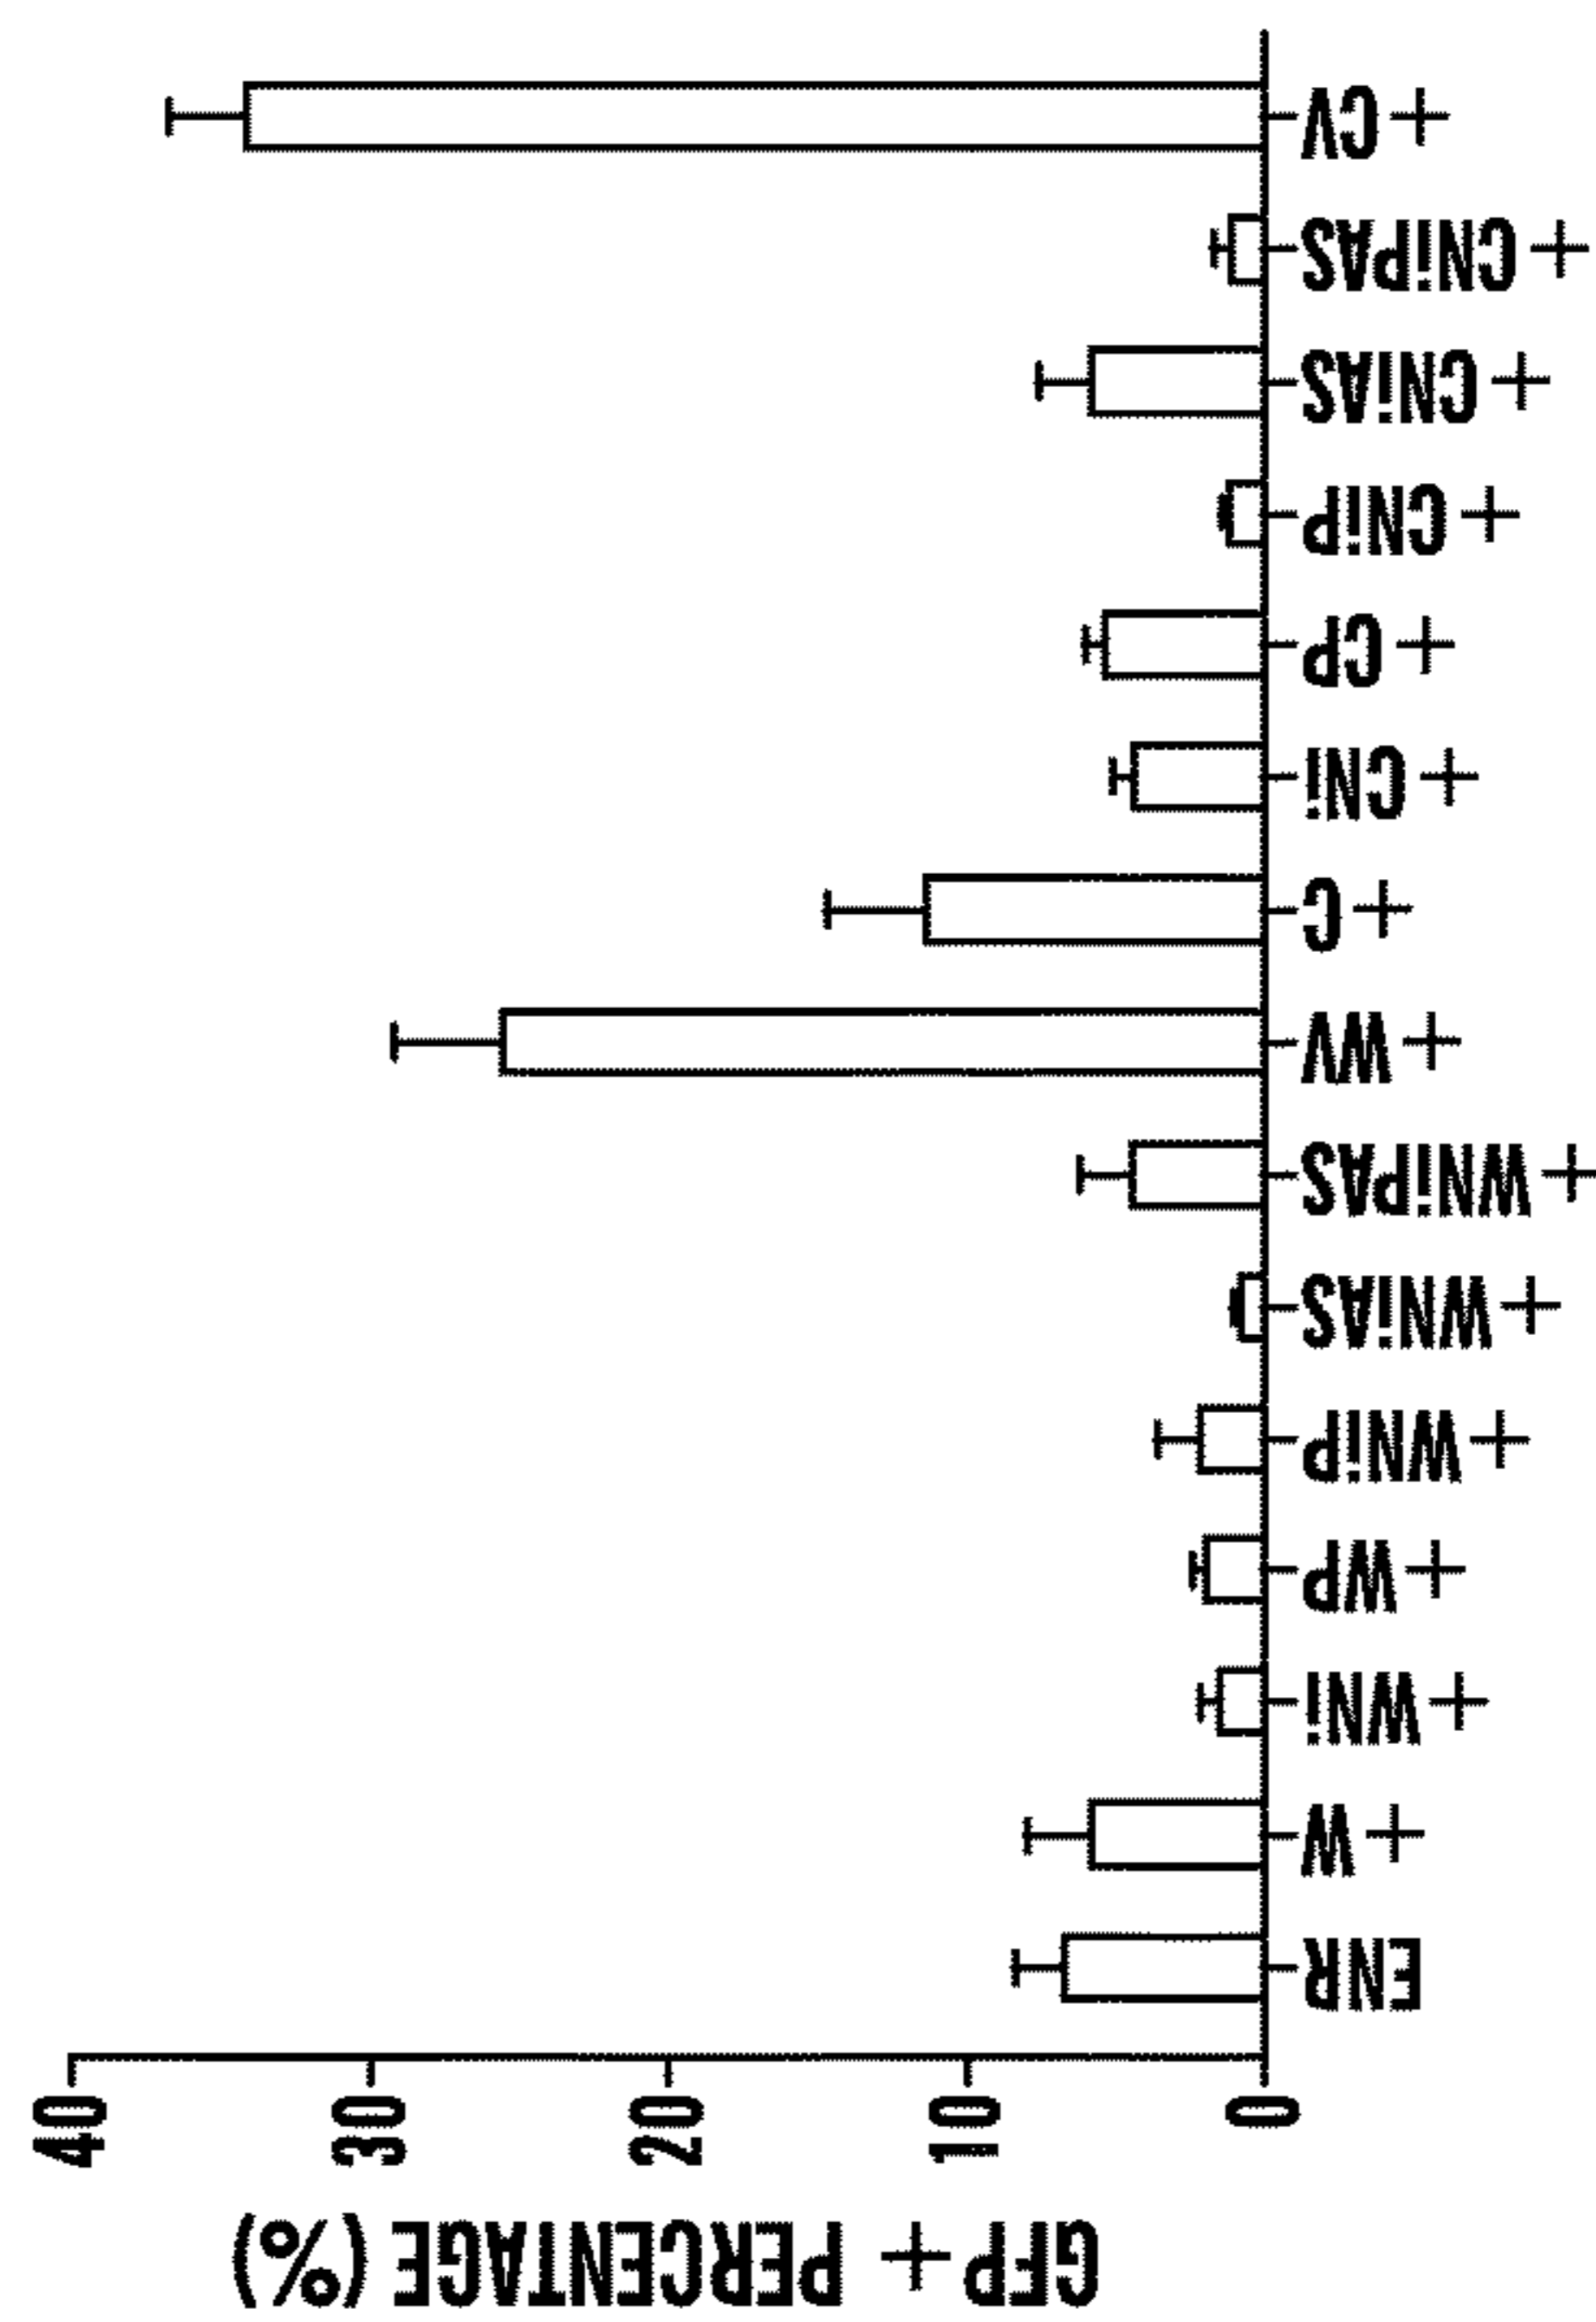 GFP + PERCENTAGE (%)
40
30
20
10
0
ENR
+W
+WNi
+WP
+WNiP
+WNiAS
+WNiPAS
+WV
+C
+CNi
+CP
+CNiP
+CNiAS
+CNiPAS
+CV